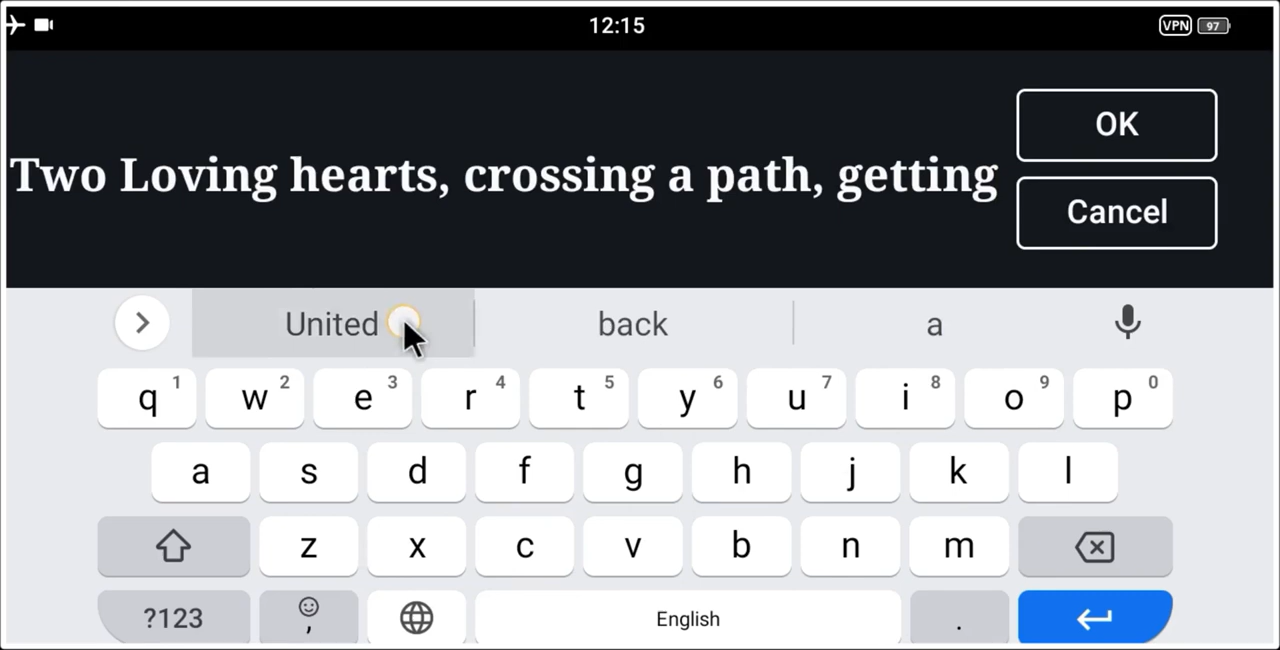 12:15
VPN 97
OK
Two Loving hearts, crossing a path, getting
Cancel
United back a
q 1 w 2 e 3 r 4 t 5 y 6 u 7 i 8 o 9 p 0
a s d f g h j k l
z x c v b n m
?123 , English .